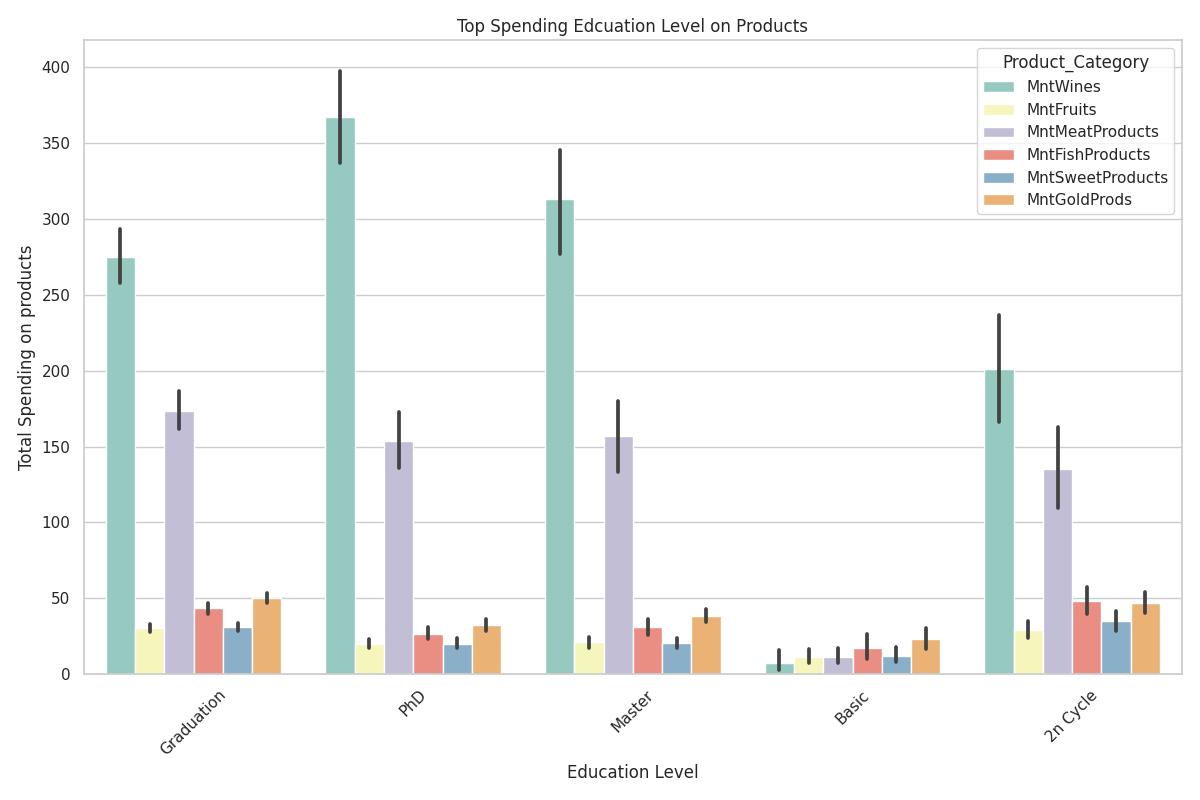 Top Spending Edcuation Level on Products
Product_Category
MntWines
MntFruits
MntMeatProducts
MntFishProducts
MntSweetProducts
MntGoldProds
Total Spending on products
400
350
300
250
200
150
100
50
0
Graduation
PhD
Master
Basic
2n Cycle
Education Level